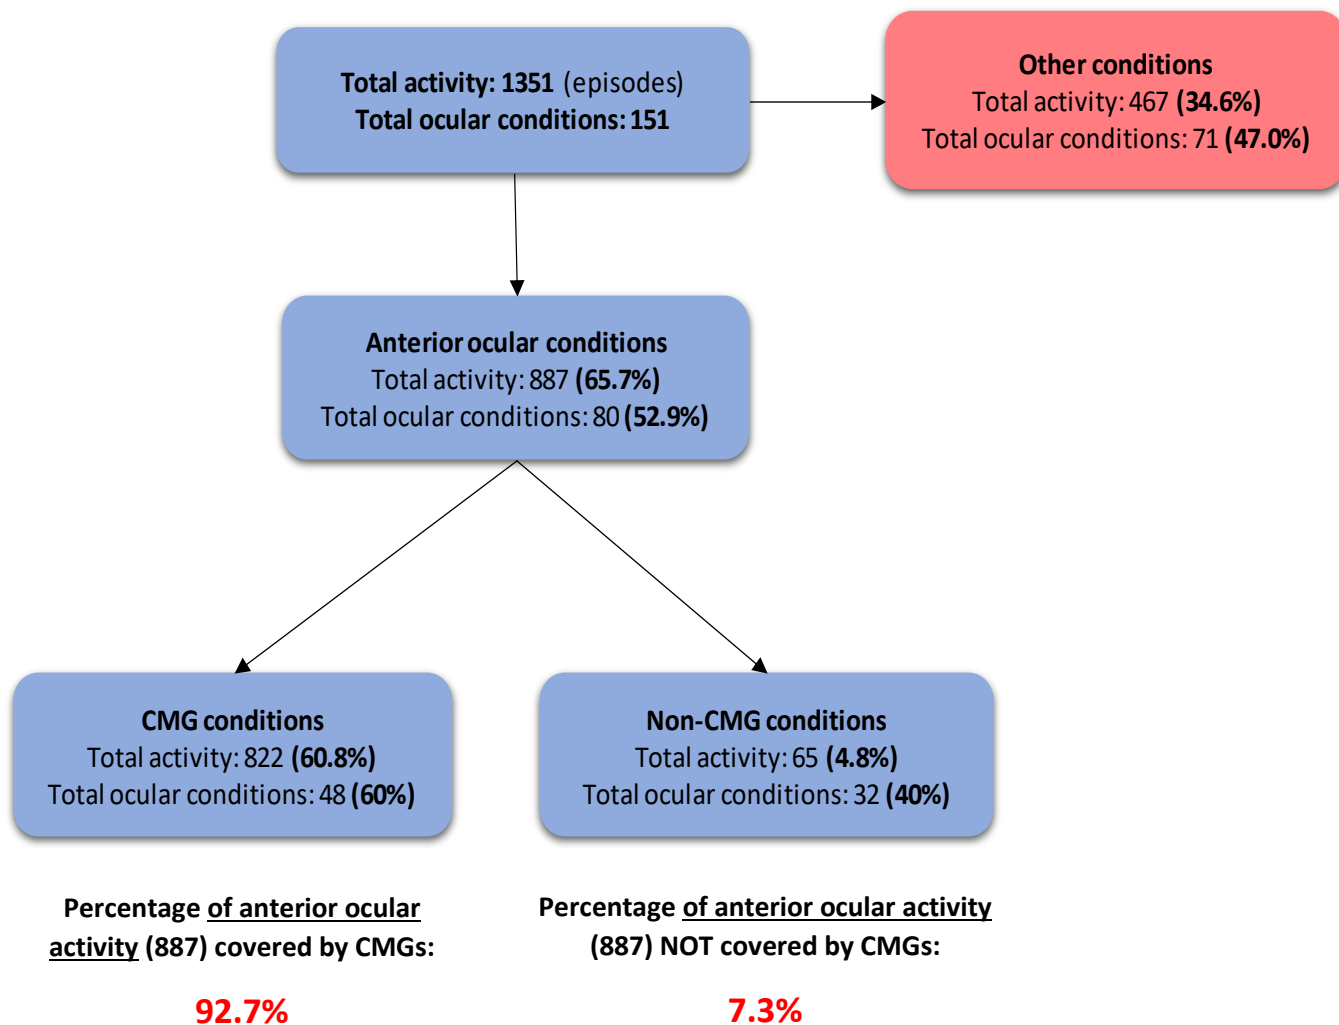 Total activity: 1351 (episodes)
Total ocular conditions: 151
Other conditions
Total activity: 467 (34.6%)
Total ocular conditions: 71 (47.0%)
Anterior ocular conditions
Total activity: 887 (65.7%)
Total ocular conditions: 80 (52.9%)
CMG conditions
Total activity: 822 (60.8%)
Total ocular conditions: 48 (60%)
Non-CMG conditions
Total activity: 65 (4.8%)
Total ocular conditions: 32 (40%)
Percentage of anterior ocular
activity (887) covered by CMGs:
92.7%
Percentage of anterior ocular activity
(887) NOT covered by CMGs:
7.3%